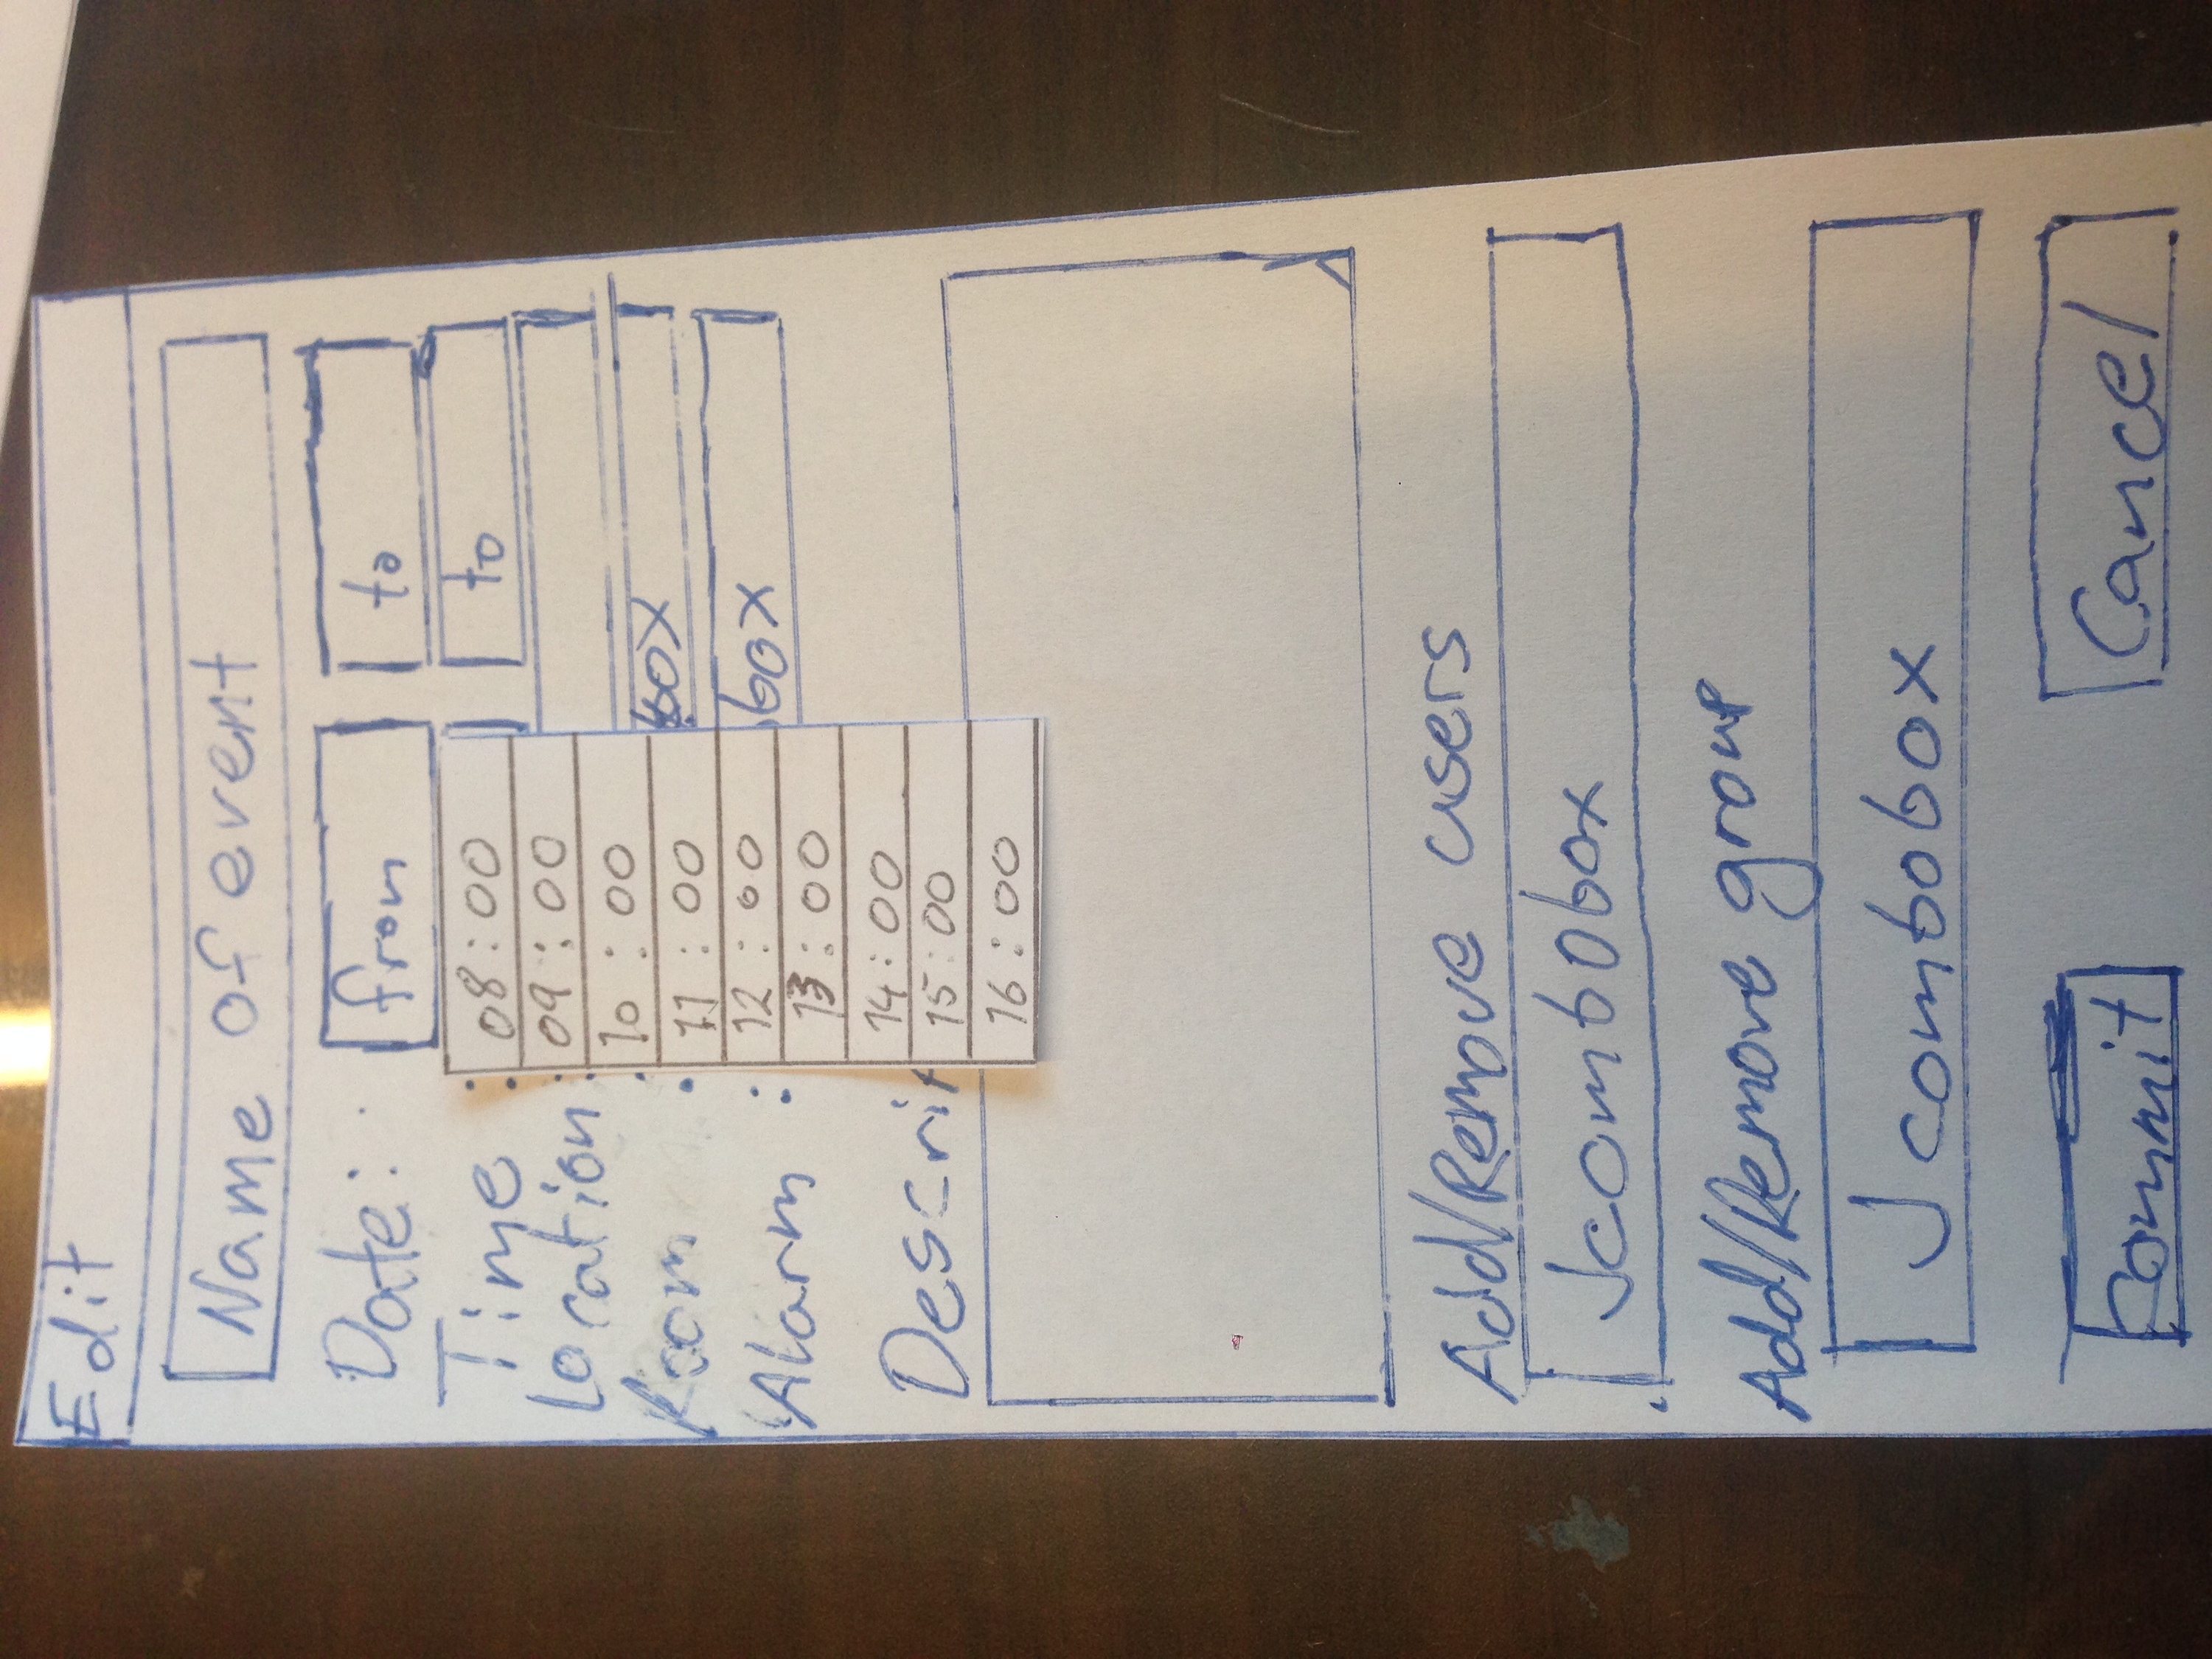 Edit
Name of event
Date: from to
Time : to
08:00
09:00
10:00
11:00
12:00
13:00
14:00
15:00
16:00
Location:
Room : box
Alarm : box
Descri
Add/Remove users
Jcombobox
Add/Remove group
Jcombobox
Commit Cancel